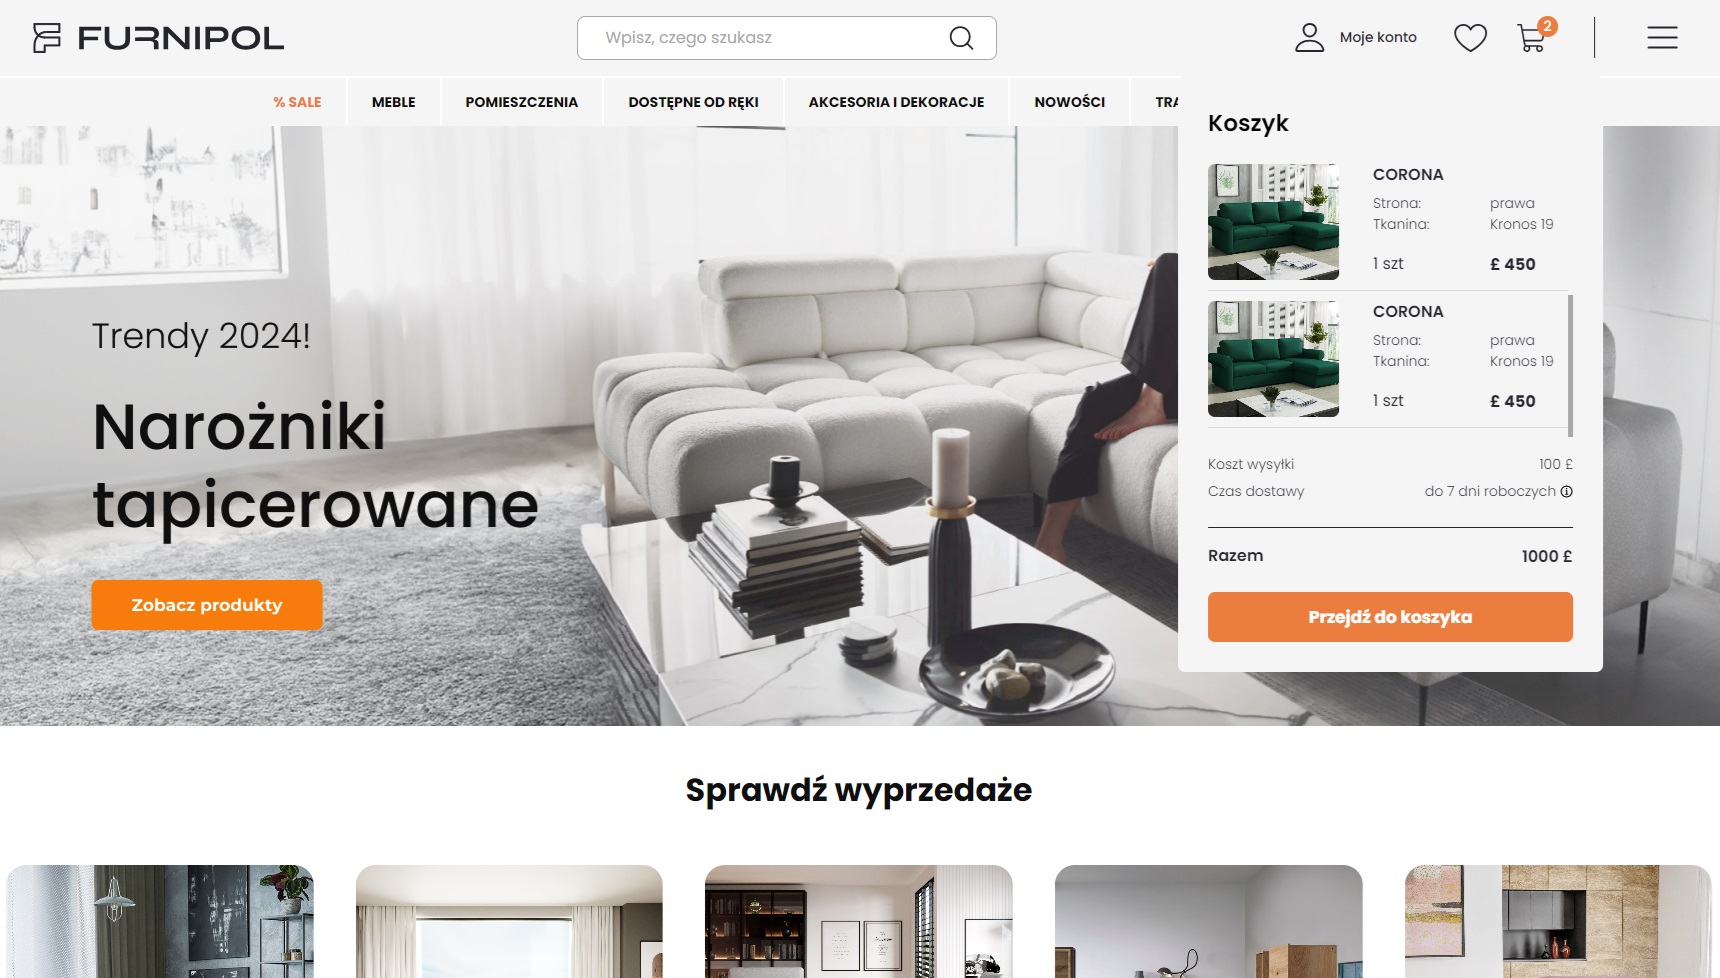 FURNIPOL
Wpisz, czego szukasz
Moje konto
2
% SALE
MEBLE
POMIESZCZENIA
DOSTĘPNE OD RĘKI
AKCESORIA I DEKORACJE
NOWOŚCI
Koszyk
CORONA
Strona: prawa
Tkanina: Kronos 19
1 szt £ 450
CORONA
Strona: prawa
Tkanina: Kronos 19
1 szt £ 450
Koszt wysyłki 100 £
Czas dostawy do 7 dni roboczych
Razem 1000 £
Przejdź do koszyka
Trendy 2024!
Narożniki
tapicerowane
Zobacz produkty
Sprawdź wyprzedaże